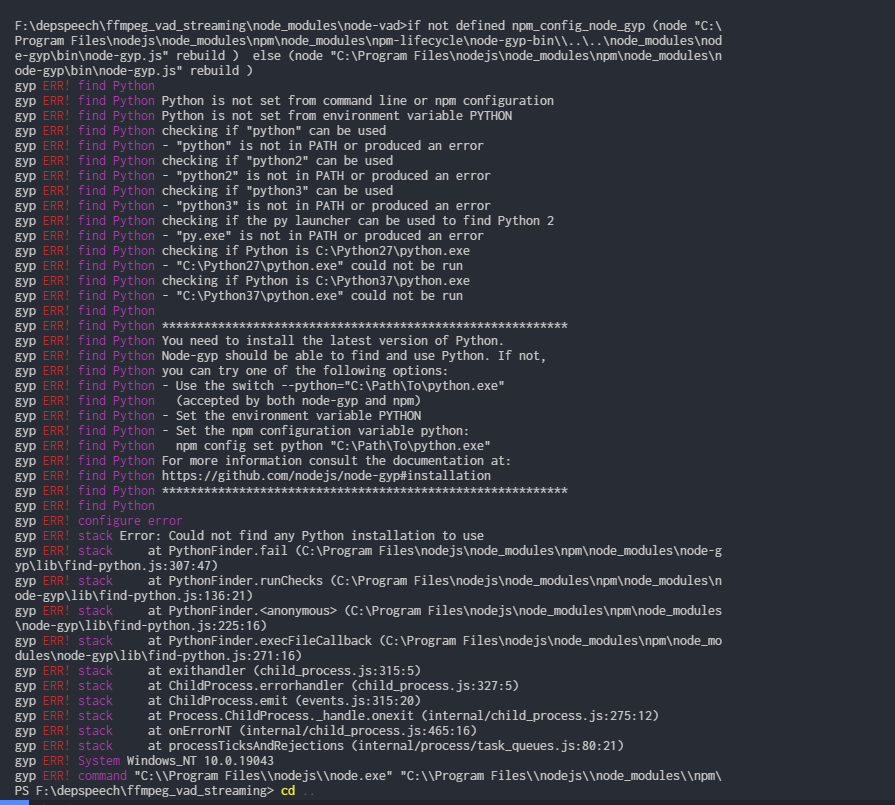 F:\depspeech\ffmpeg_vad_streaming\node_modules\node-vad>if not defined npm_config_node_gyp (node "C:\
Program Files\nodejs\node_modules\npm\node_modules\npm-lifecycle\node-gyp-bin\\..\..\node_modules\nod
e-gyp\bin\node-gyp.js" rebuild )  else (node "C:\Program Files\nodejs\node_modules\npm\node_modules\n
ode-gyp\bin\node-gyp.js" rebuild )
gyp ERR! find Python
gyp ERR! find Python Python is not set from command line or npm configuration
gyp ERR! find Python Python is not set from environment variable PYTHON
gyp ERR! find Python checking if "python" can be used
gyp ERR! find Python - "python" is not in PATH or produced an error
gyp ERR! find Python checking if "python2" can be used
gyp ERR! find Python - "python2" is not in PATH or produced an error
gyp ERR! find Python checking if "python3" can be used
gyp ERR! find Python - "python3" is not in PATH or produced an error
gyp ERR! find Python checking if the py launcher can be used to find Python 2
gyp ERR! find Python - "py.exe" is not in PATH or produced an error
gyp ERR! find Python checking if Python is C:\Python27\python.exe
gyp ERR! find Python - "C:\Python27\python.exe" could not be run
gyp ERR! find Python checking if Python is C:\Python37\python.exe
gyp ERR! find Python - "C:\Python37\python.exe" could not be run
gyp ERR! find Python
gyp ERR! find Python **********************************************************
gyp ERR! find Python You need to install the latest version of Python.
gyp ERR! find Python Node-gyp should be able to find and use Python. If not,
gyp ERR! find Python you can try one of the following options:
gyp ERR! find Python - Use the switch --python="C:\Path\To\python.exe"
gyp ERR! find Python   (accepted by both node-gyp and npm)
gyp ERR! find Python - Set the environment variable PYTHON
gyp ERR! find Python - Set the npm configuration variable python:
gyp ERR! find Python   npm config set python "C:\Path\To\python.exe"
gyp ERR! find Python For more information consult the documentation at:
gyp ERR! find Python https://github.com/nodejs/node-gyp#installation
gyp ERR! find Python **********************************************************
gyp ERR! find Python
gyp ERR! configure error
gyp ERR! stack Error: Could not find any Python installation to use
gyp ERR! stack     at PythonFinder.fail (C:\Program Files\nodejs\node_modules\npm\node_modules\node-g
yp\lib\find-python.js:307:47)
gyp ERR! stack     at PythonFinder.runChecks (C:\Program Files\nodejs\node_modules\npm\node_modules\n
ode-gyp\lib\find-python.js:136:21)
gyp ERR! stack     at PythonFinder.<anonymous> (C:\Program Files\nodejs\node_modules\npm\node_modules
\node-gyp\lib\find-python.js:225:16)
gyp ERR! stack     at PythonFinder.execFileCallback (C:\Program Files\nodejs\node_modules\npm\node_mo
dules\node-gyp\lib\find-python.js:271:16)
gyp ERR! stack     at exithandler (child_process.js:315:5)
gyp ERR! stack     at ChildProcess.errorhandler (child_process.js:327:5)
gyp ERR! stack     at ChildProcess.emit (events.js:315:20)
gyp ERR! stack     at Process.ChildProcess._handle.onexit (internal/child_process.js:275:12)
gyp ERR! stack     at onErrorNT (internal/child_process.js:465:16)
gyp ERR! stack     at processTicksAndRejections (internal/process/task_queues.js:80:21)
gyp ERR! System Windows_NT 10.0.19043
gyp ERR! command "C:\\Program Files\\nodejs\\node.exe" "C:\\Program Files\\nodejs\\node_modules\\npm\
PS F:\depspeech\ffmpeg_vad_streaming> cd ..